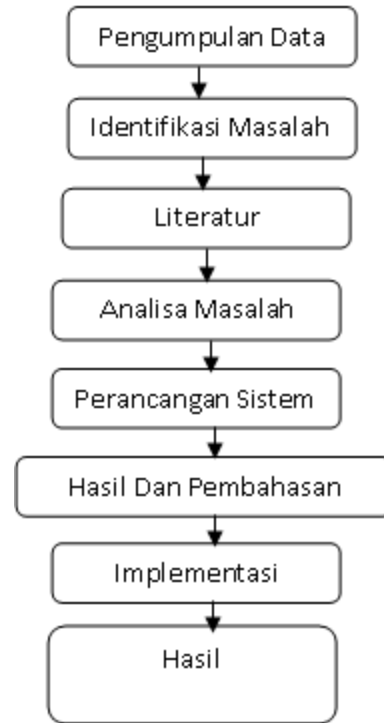 Pengumpulan Data
Identifikasi Masalah
Literatur
Analisa Masalah
Perancangan Sistem
Hasil Dan Pembahasan
Implementasi
Hasil